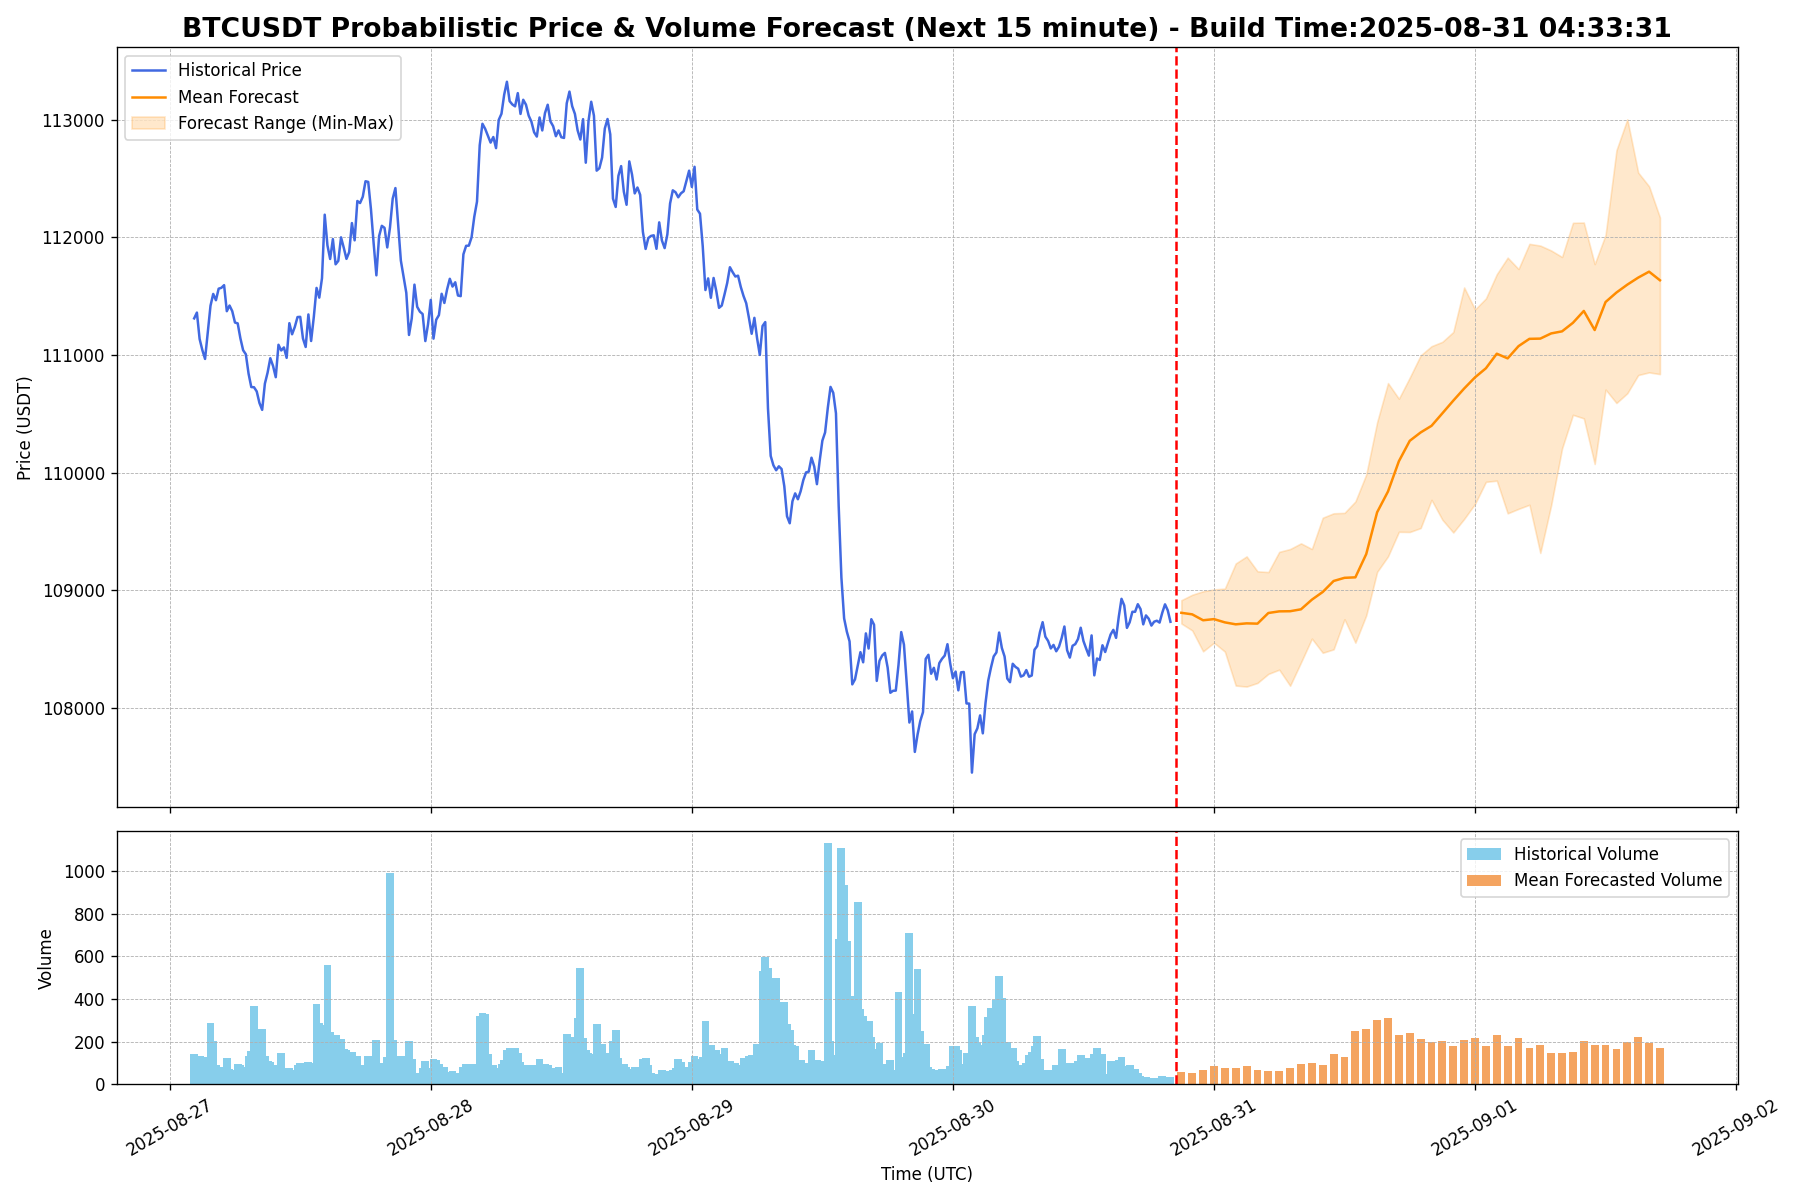 BTCUSDT Probabilistic Price & Volume Forecast (Next 15 minute) - Build Time:2025-08-31 04:33:31
Historical Price
Mean Forecast
Forecast Range (Min-Max)
113000
112000
111000
110000
109000
108000
Price (USDT)
Historical Volume
Mean Forecasted Volume
1000
800
600
400
200
0
Volume
2025-08-27
2025-08-28
2025-08-29
2025-08-30
2025-08-31
2025-09-01
2025-09-02
Time (UTC)